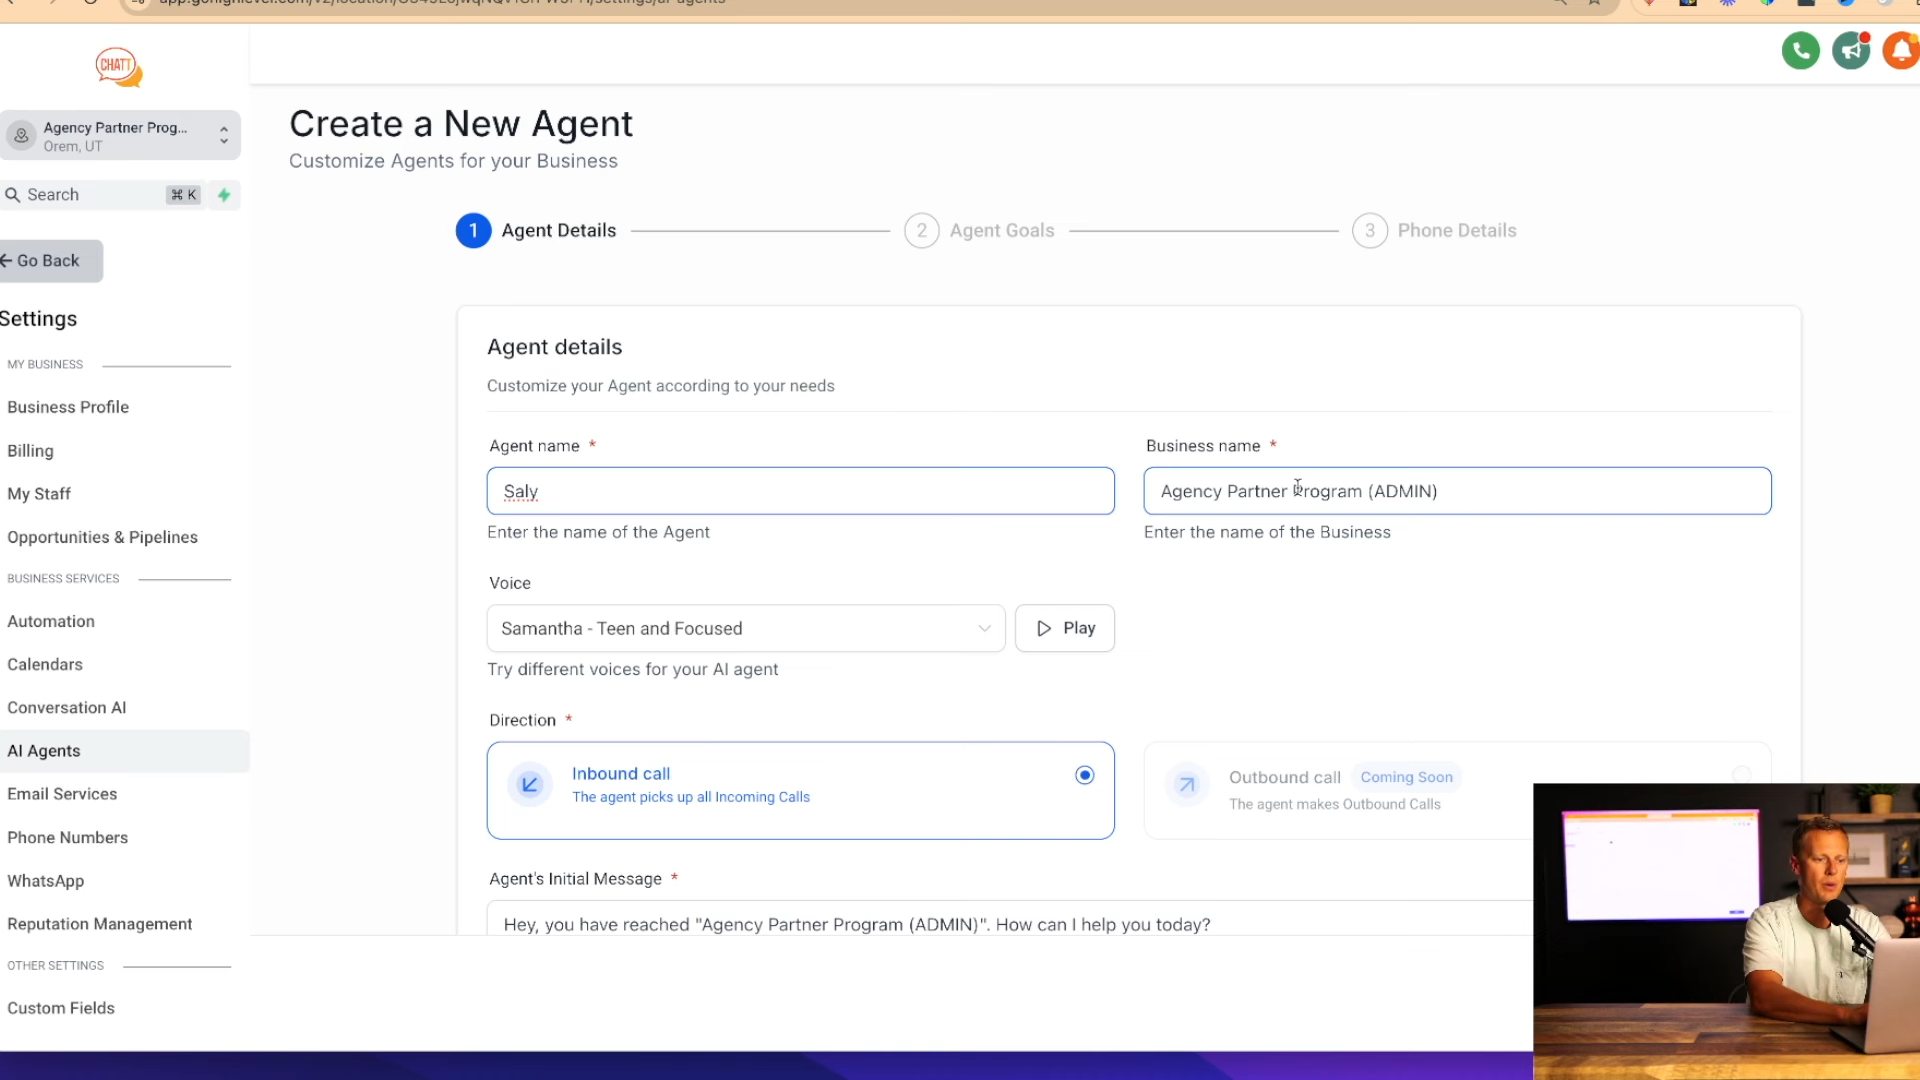 CHATT
Agency Partner Prog...
Orem, UT
Search
⌘ K
Go Back
Settings
MY BUSINESS
Business Profile
Billing
My Staff
Opportunities & Pipelines
BUSINESS SERVICES
Automation
Calendars
Conversation AI
AI Agents
Email Services
Phone Numbers
WhatsApp
Reputation Management
OTHER SETTINGS
Custom Fields
Create a New Agent
Customize Agents for your Business
1 Agent Details
2 Agent Goals
3 Phone Details
Agent details
Customize your Agent according to your needs
Agent name *
Saly
Enter the name of the Agent
Business name *
Agency Partner Program (ADMIN)
Enter the name of the Business
Voice
Samantha - Teen and Focused
Play
Try different voices for your AI agent
Direction *
Inbound call
The agent picks up all Incoming Calls
Outbound call Coming Soon
The agent makes Outbound Calls
Agent's Initial Message *
Hey, you have reached "Agency Partner Program (ADMIN)". How can I help you today?